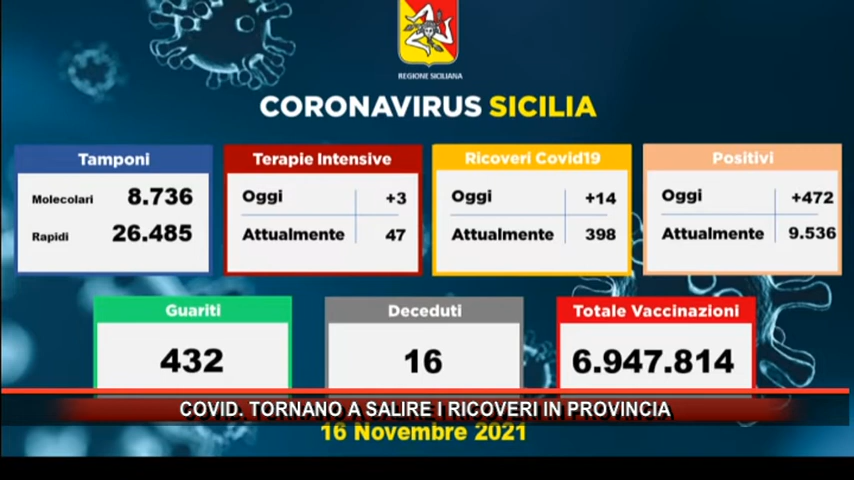 REGIONE SICILIANA
CORONAVIRUS SICILIA
Tamponi
Molecolari 8.736
Rapidi 26.485
Terapie Intensive
Oggi +3
Attualmente 47
Ricoveri Covid19
Oggi +14
Attualmente 398
Positivi
Oggi +472
Attualmente 9.536
Guariti
432
Deceduti
16
Totale Vaccinazioni
6.947.814
COVID. TORNANO A SALIRE I RICOVERI IN PROVINCIA
16 Novembre 2021